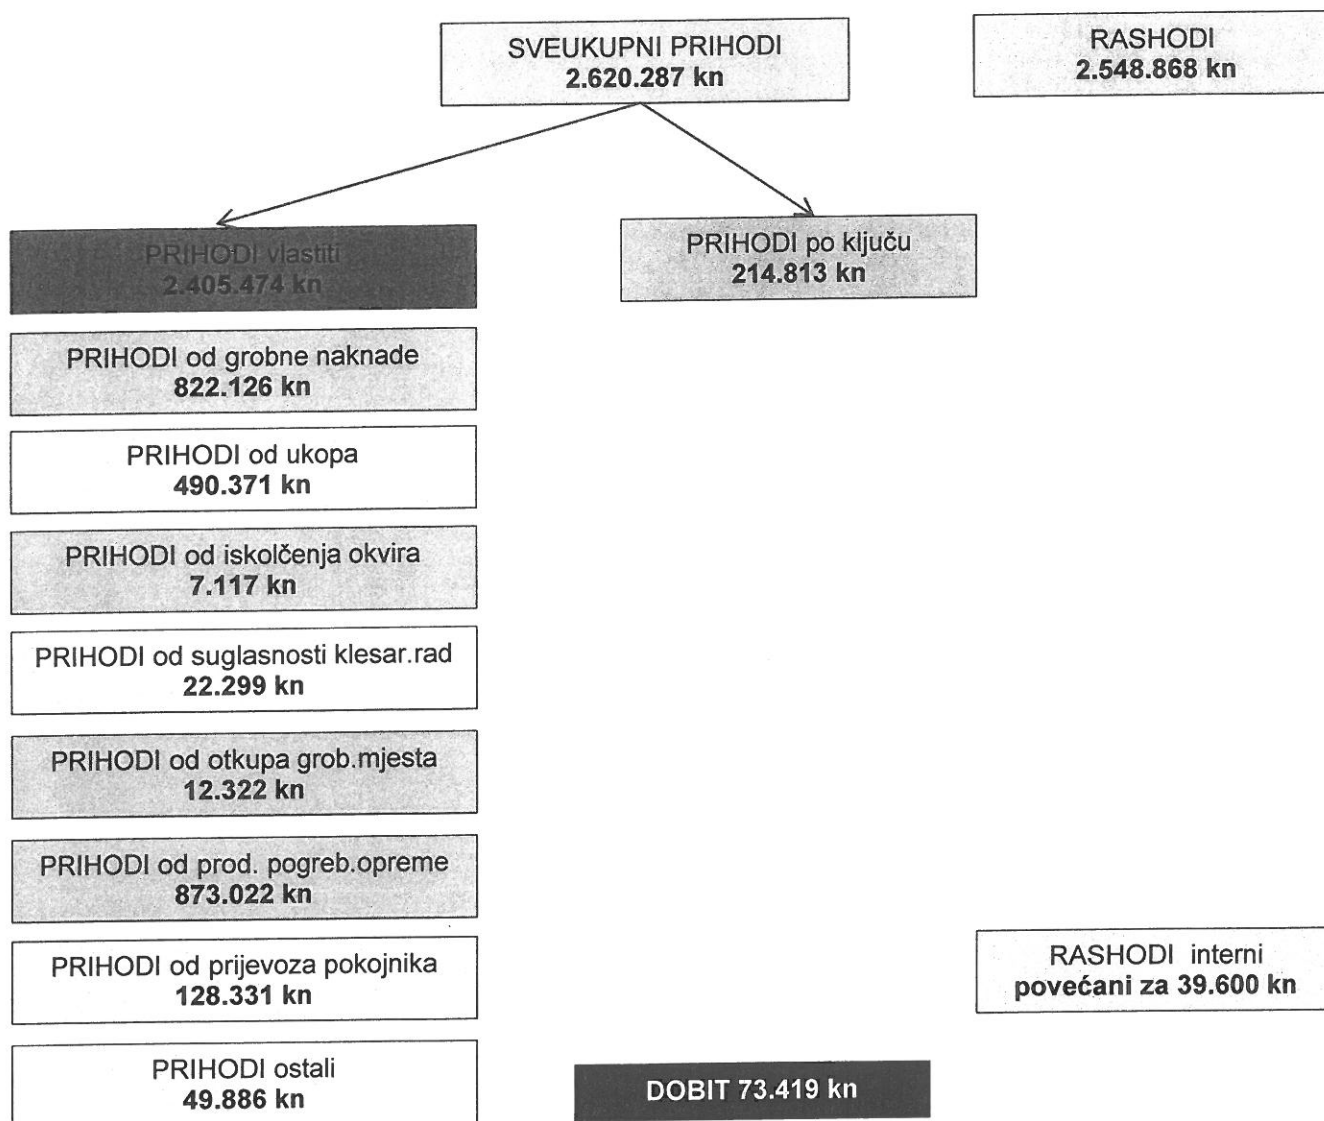 SVEUKUPNI PRIHODI
2.620.287 kn
RASHODI
2.548.868 kn
PRIHODI vlastiti
2.405.474 kn
PRIHODI po ključu
214.813 kn
PRIHODI od grobne naknade
822.126 kn
PRIHODI od ukopa
490.371 kn
PRIHODI od iskolčenja okvira
7.117 kn
PRIHODI od suglasnosti klesar.rad
22.299 kn
PRIHODI od otkupa grob.mjesta
12.322 kn
PRIHODI od prod. pogreb.opreme
873.022 kn
PRIHODI od prijevoza pokojnika
128.331 kn
RASHODI interni
povećani za 39.600 kn
PRIHODI ostali
49.886 kn
DOBIT 73.419 kn